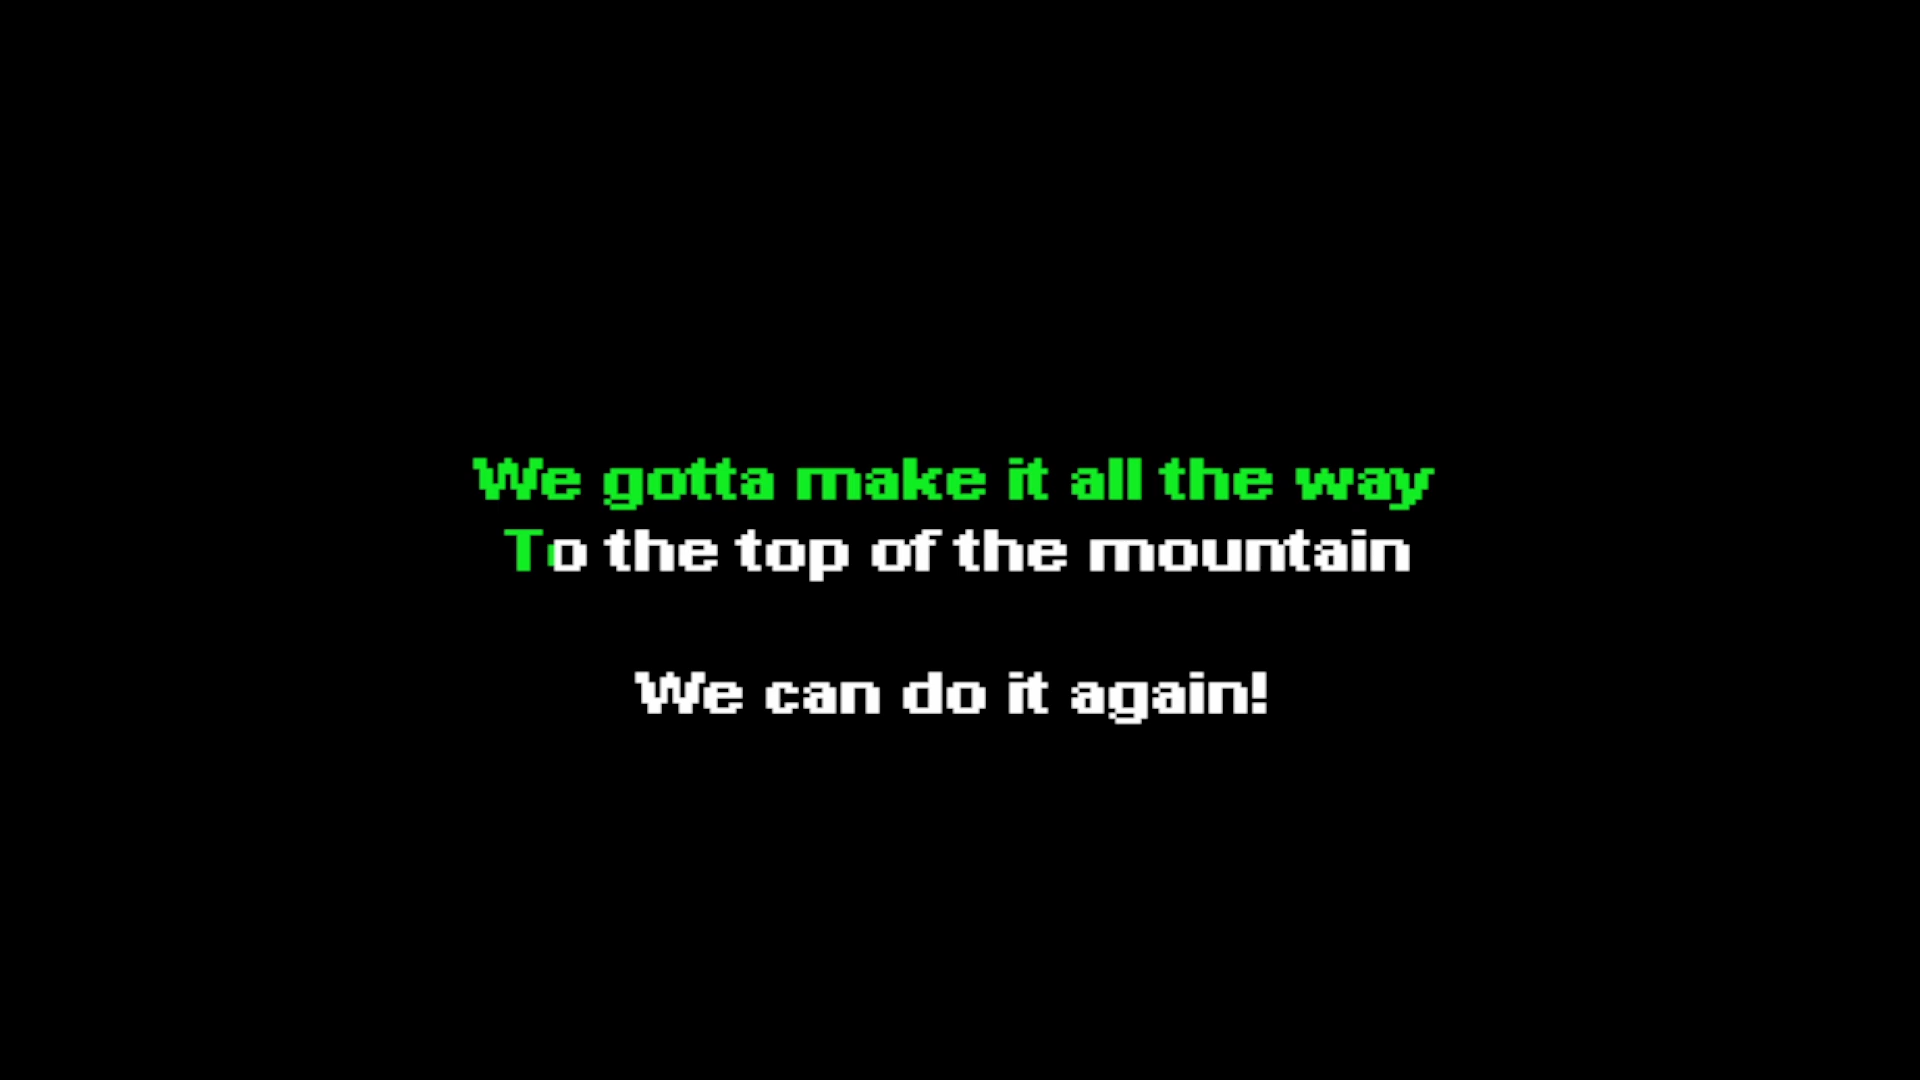 We gotta make it all the way
To the top of the mountain
We can do it again!